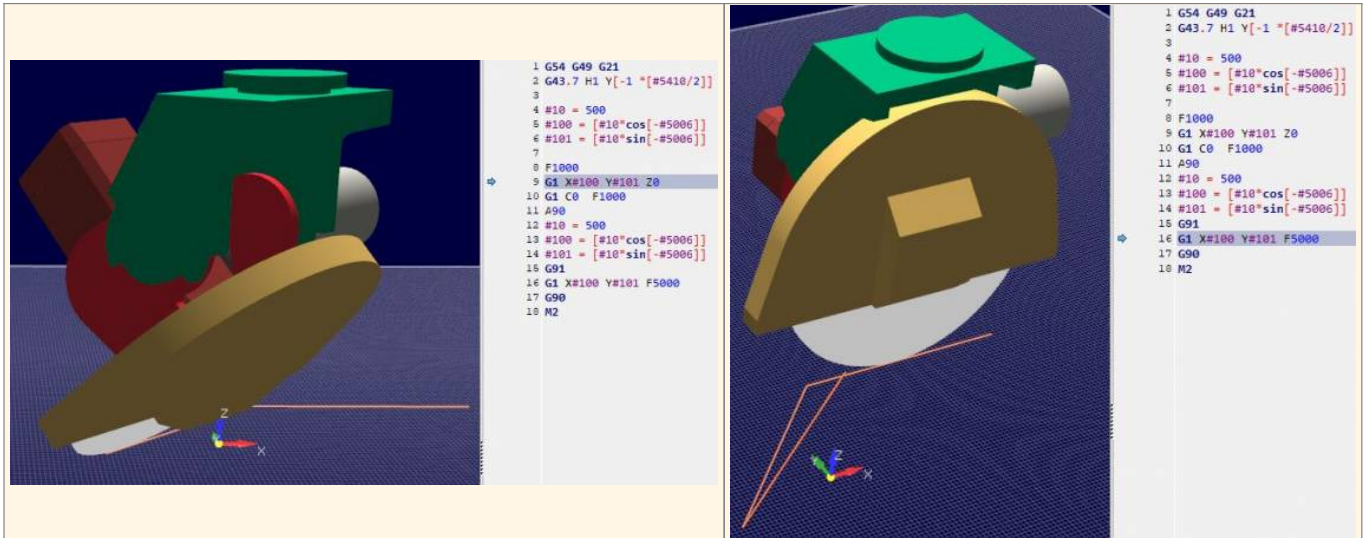 1 G54 G49 G21
2 G43.7 H1 Y[-1 *[#5410/2]]
3
4 #10 = 500
5 #100 = [#10*cos[-#5006]]
6 #101 = [#10*sin[-#5006]]
7
8 F1000
9 G1 X#100 Y#101 Z0
10 G1 C0 F1000
11 A90
12 #10 = 500
13 #100 = [#10*cos[-#5006]]
14 #101 = [#10*sin[-#5006]]
15 G91
16 G1 X#100 Y#101 F5000
17 G90
18 M2
Z
X
1 G54 G49 G21
2 G43.7 H1 Y[-1 *[#5410/2]]
3
4 #10 = 500
5 #100 = [#10*cos[-#5006]]
6 #101 = [#10*sin[-#5006]]
7
8 F1000
9 G1 X#100 Y#101 Z0
10 G1 C0 F1000
11 A90
12 #10 = 500
13 #100 = [#10*cos[-#5006]]
14 #101 = [#10*sin[-#5006]]
15 G91
16 G1 X#100 Y#101 F5000
17 G90
18 M2
Z
X